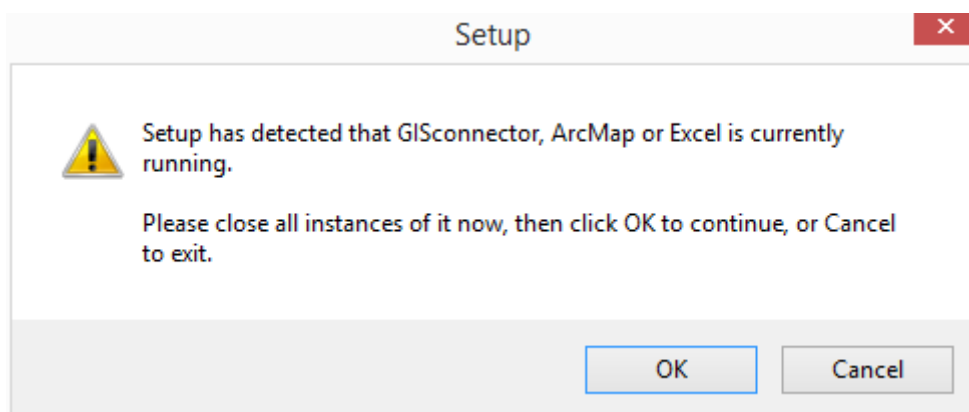 Setup
Setup has detected that GISconnector, ArcMap or Excel is currently
running.
Please close all instances of it now, then click OK to continue, or Cancel
to exit.
OK
Cancel